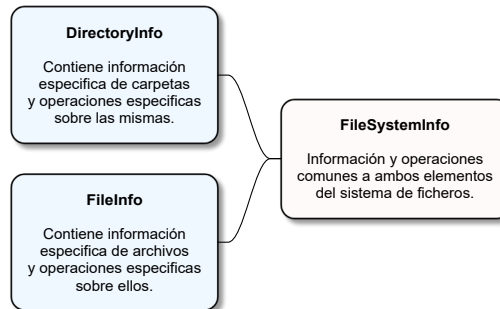 DirectoryInfo
Contiene información
especifica de carpetas
y operaciones especificas
sobre las mismas.
FileInfo
Contiene información
especifica de archivos
y operaciones especificas
sobre ellos.
FileSystemInfo
Información y operaciones
comunes a ambos elementos
del sistema de ficheros.